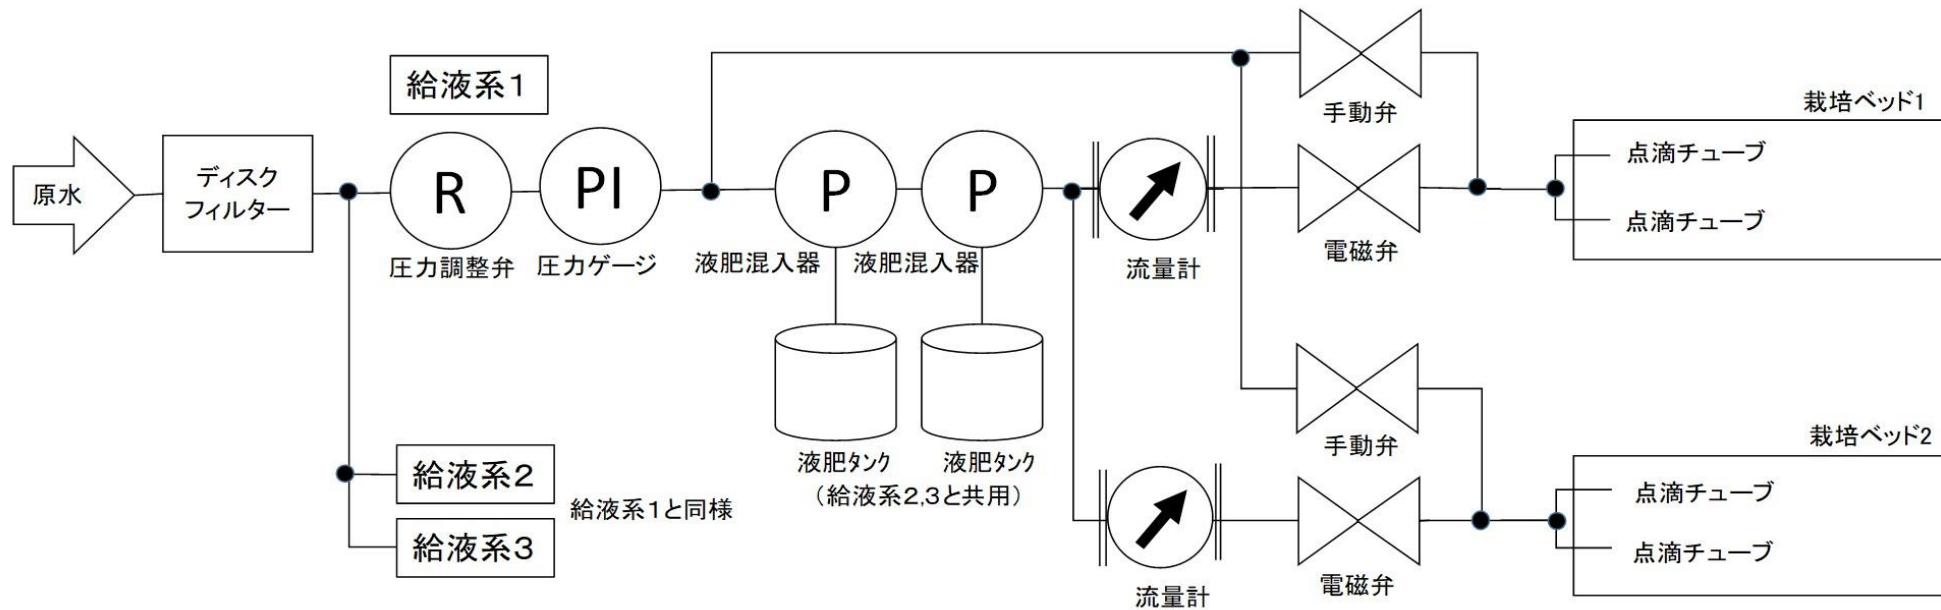 給液系1
手動弁
栽培ベッド1
原水
ディスク
フィルター
R
PI
P
P
点滴チューブ
点滴チューブ
圧力調整弁
圧力ゲージ
液肥混入器
液肥混入器
流量計
電磁弁
手動弁
栽培ベッド2
液肥タンク
液肥タンク
（給液系2,3と共用）
給液系2
給液系1と同様
給液系3
点滴チューブ
点滴チューブ
流量計
電磁弁